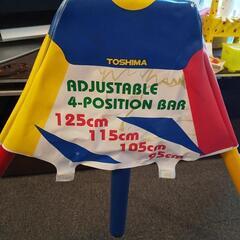 TOSHIMA
ADJUSTABLE
4-POSITION BAR
125cm
115cm
105cm
95cm